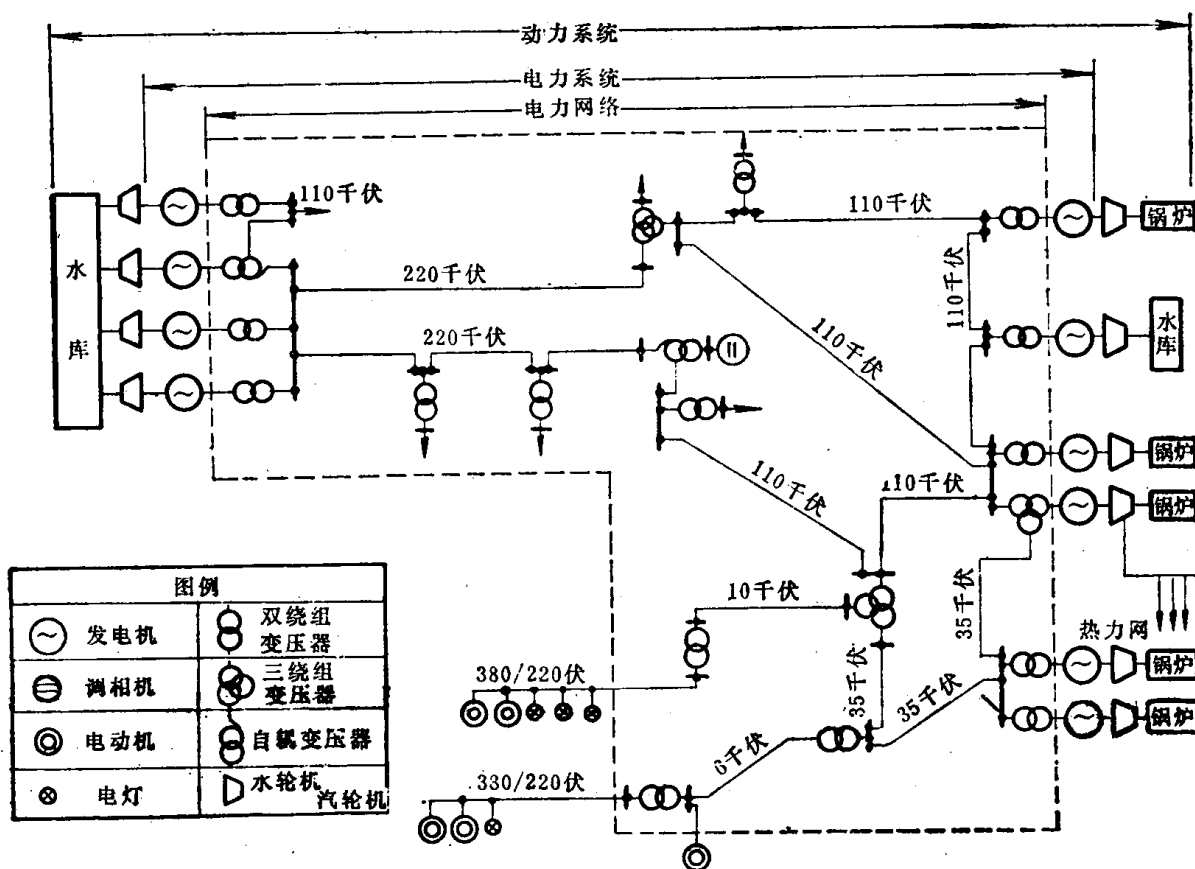 动力系统
电力系统
电力网络
110千伏
110千伏
锅炉
水
库
220千伏
110千伏
水
库
220千伏
110千伏
锅炉
110千伏
110千伏
锅炉
图例
发电机
双绕组
变压器
调相机
三绕组
变压器
电动机
自耦变压器
电灯
水轮机
汽轮机
10千伏
35千伏
热力网
380/220伏
35千伏
35千伏
锅炉
锅炉
6千伏
330/220伏